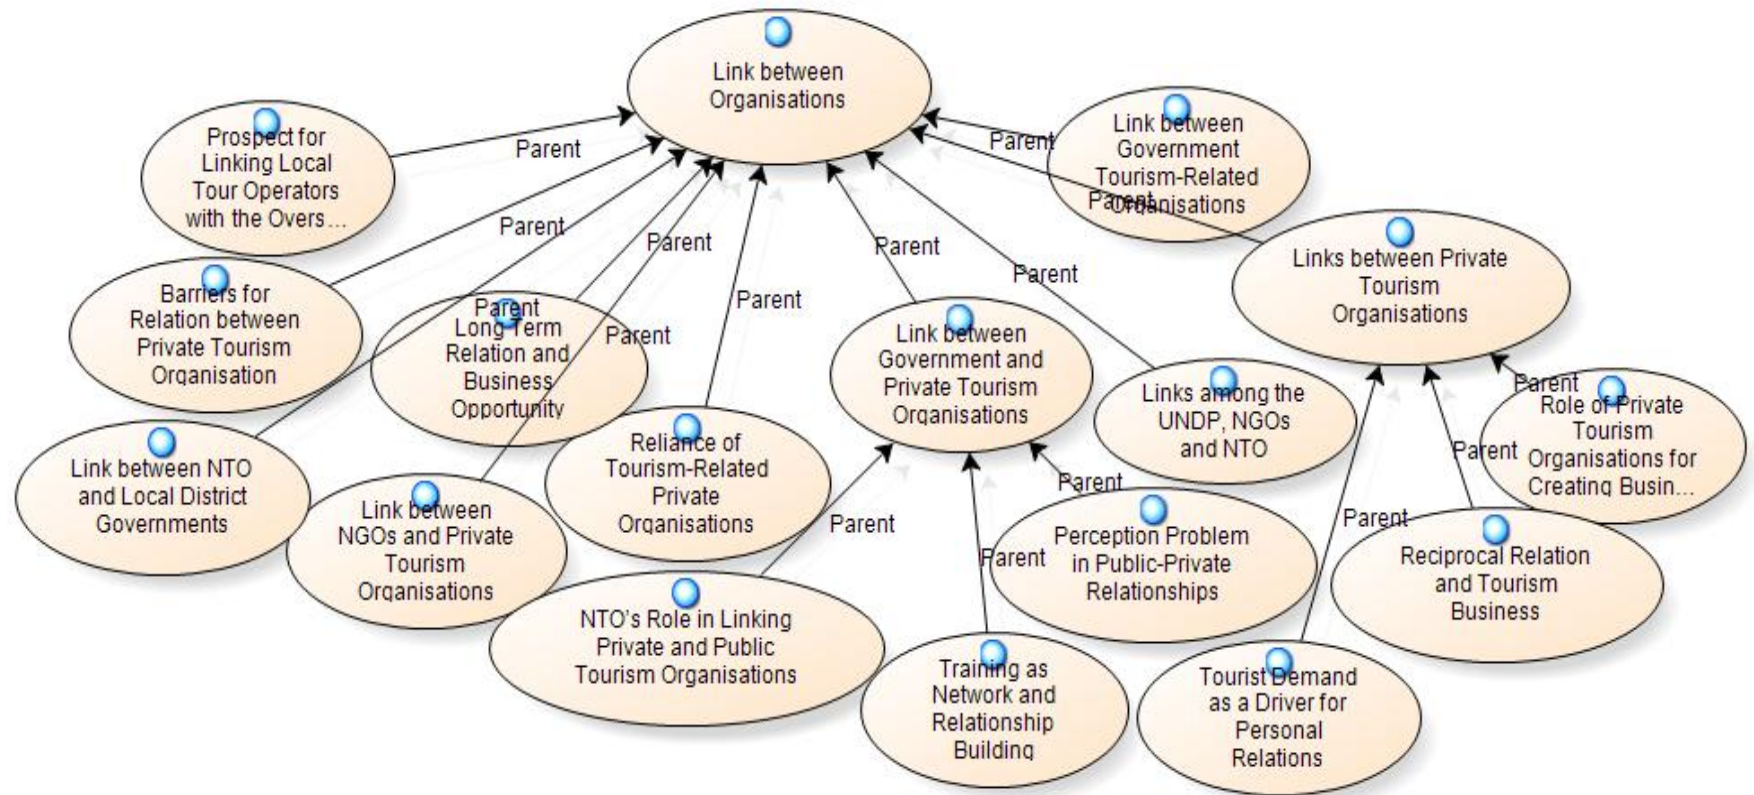 Link between
Organisations
Prospect for
Linking Local
Tour Operators
with the Overs...
Parent
Link between
Government
Tourism-Related
Organisations
Parent
Parent
Links between Private
Tourism
Organisations
Barriers for
Relation between
Private Tourism
Organisation
Parent
Parent
Parent
Parent
Parent
Parent
Parent
Long Term
Relation and
Business
Opportunity
Link between
Government and
Private Tourism
Organisations
Links among the
UNDP, NGOs
and NTO
Parent
Role of Private
Tourism
Organisations for
Creating Busin...
Link between NTO
and Local District
Governments
Reliance of
Tourism-Related
Private
Organisations
Parent
Parent
Link between
NGOs and Private
Tourism
Organisations
Parent
Parent
Parent
Perception Problem
in Public-Private
Relationships
Reciprocal Relation
and Tourism
Business
NTO's Role in Linking
Private and Public
Tourism Organisations
Training as
Network and
Relationship
Building
Tourist Demand
as a Driver for
Personal
Relations